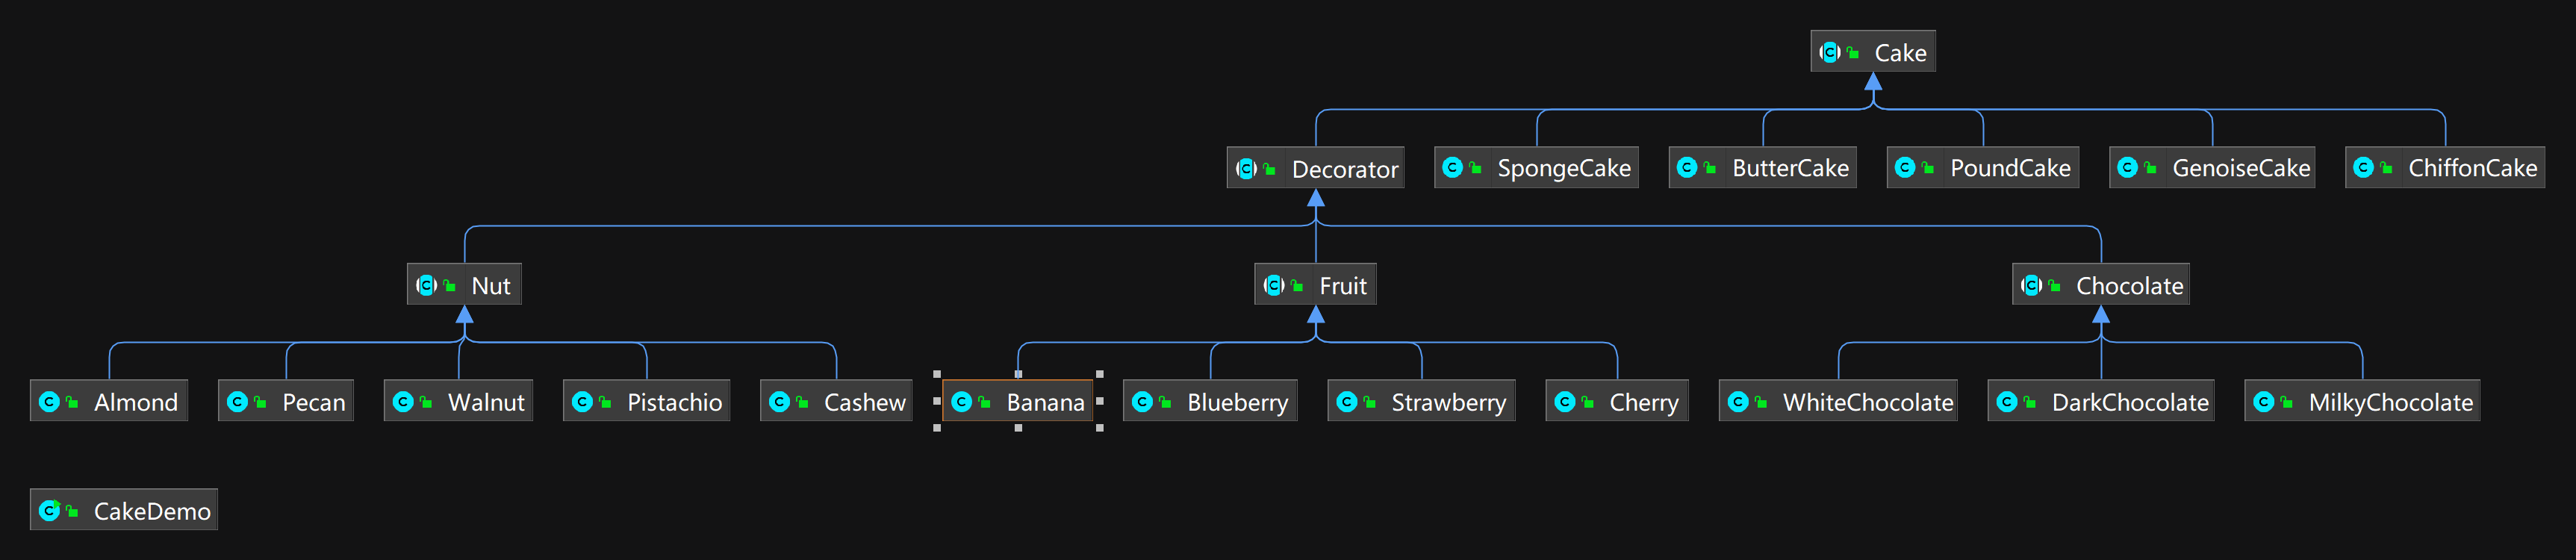 Cake
Decorator
SpongeCake
ButterCake
PoundCake
GenoiseCake
ChiffonCake
Nut
Fruit
Chocolate
Almond
Pecan
Walnut
Pistachio
Cashew
Banana
Blueberry
Strawberry
Cherry
WhiteChocolate
DarkChocolate
MilkyChocolate
CakeDemo